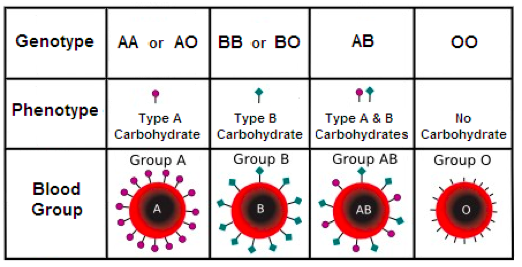 Genotype
AA or AO
BB or BO
AB
OO
Phenotype
Type A
Carbohydrate
Type B
Carbohydrate
Type A & B
Carbohydrates
No
Carbohydrate
Blood
Group
Group A
A
Group B
B
Group AB
AB
Group O
O